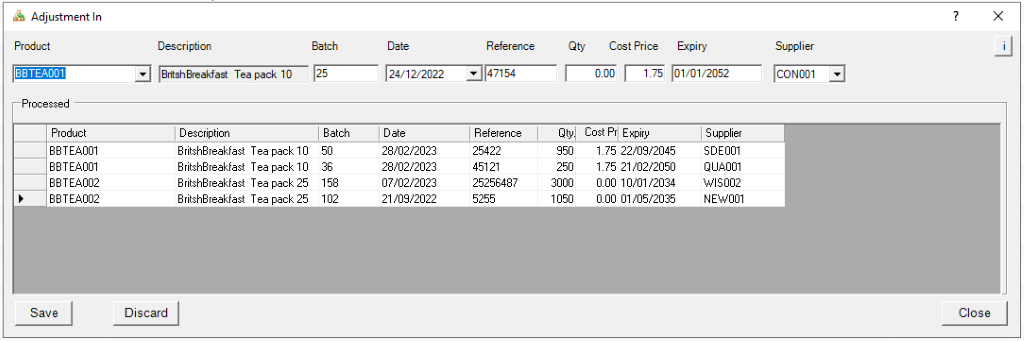 Adjustment In ?
Product Description Batch Date Reference Qty Cost Price Expiry Supplier i
BBTEA001 BritshBreakfast Tea pack 10 25 24/12/2022 47154 0.00 1.75 01/01/2052 CON001
Processed
Product Description Batch Date Reference Qty. Cost Pr Expiry Supplier
BBTEA001 BritshBreakfast Tea pack 10 50 28/02/2023 25422 950 1.75 22/09/2045 SDE001
BBTEA001 BritshBreakfast Tea pack 10 36 28/02/2023 45121 250 1.75 21/02/2050 QUA001
BBTEA002 BritshBreakfast Tea pack 25 158 07/02/2023 25256487 3000 0.00 10/01/2034 WIS002
BBTEA002 BritshBreakfast Tea pack 25 102 21/09/2022 5255 1050 0.00 01/05/2035 NEW001
Save Discard Close